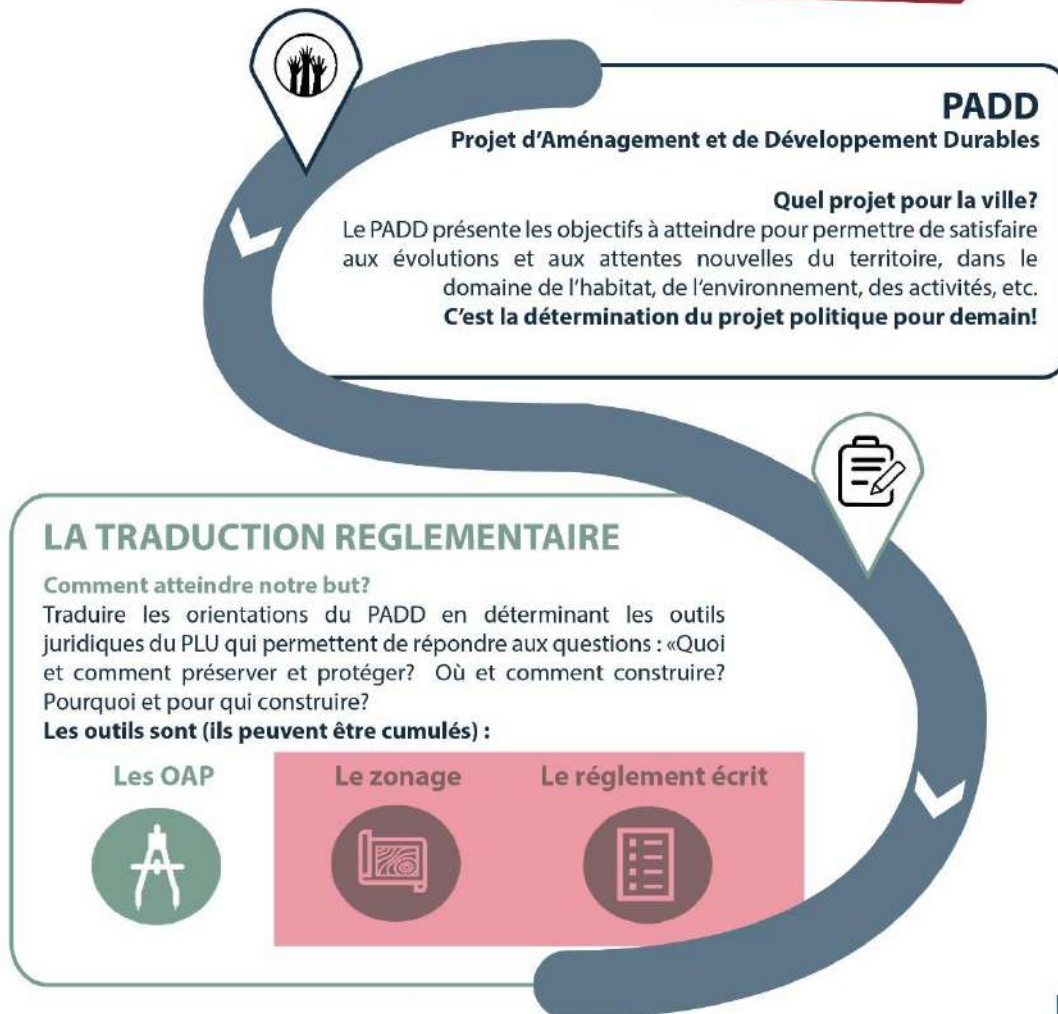 PADD
Projet d'Aménagement et de Développement Durables
Quel projet pour la ville?
Le PADD présente les objectifs à atteindre pour permettre de satisfaire
aux évolutions et aux attentes nouvelles du territoire, dans le
domaine de l'habitat, de l'environnement, des activités, etc.
C'est la détermination du projet politique pour demain!
LA TRADUCTION REGLEMENTAIRE
Comment atteindre notre but?
Traduire les orientations du PADD en déterminant les outils
juridiques du PLU qui permettent de répondre aux questions : «Quoi
et comment préserver et protéger? Où et comment construire?
Pourquoi et pour qui construire?
Les outils sont (ils peuvent être cumulés) :
Les OAP
Le zonage
Le réglement écrit